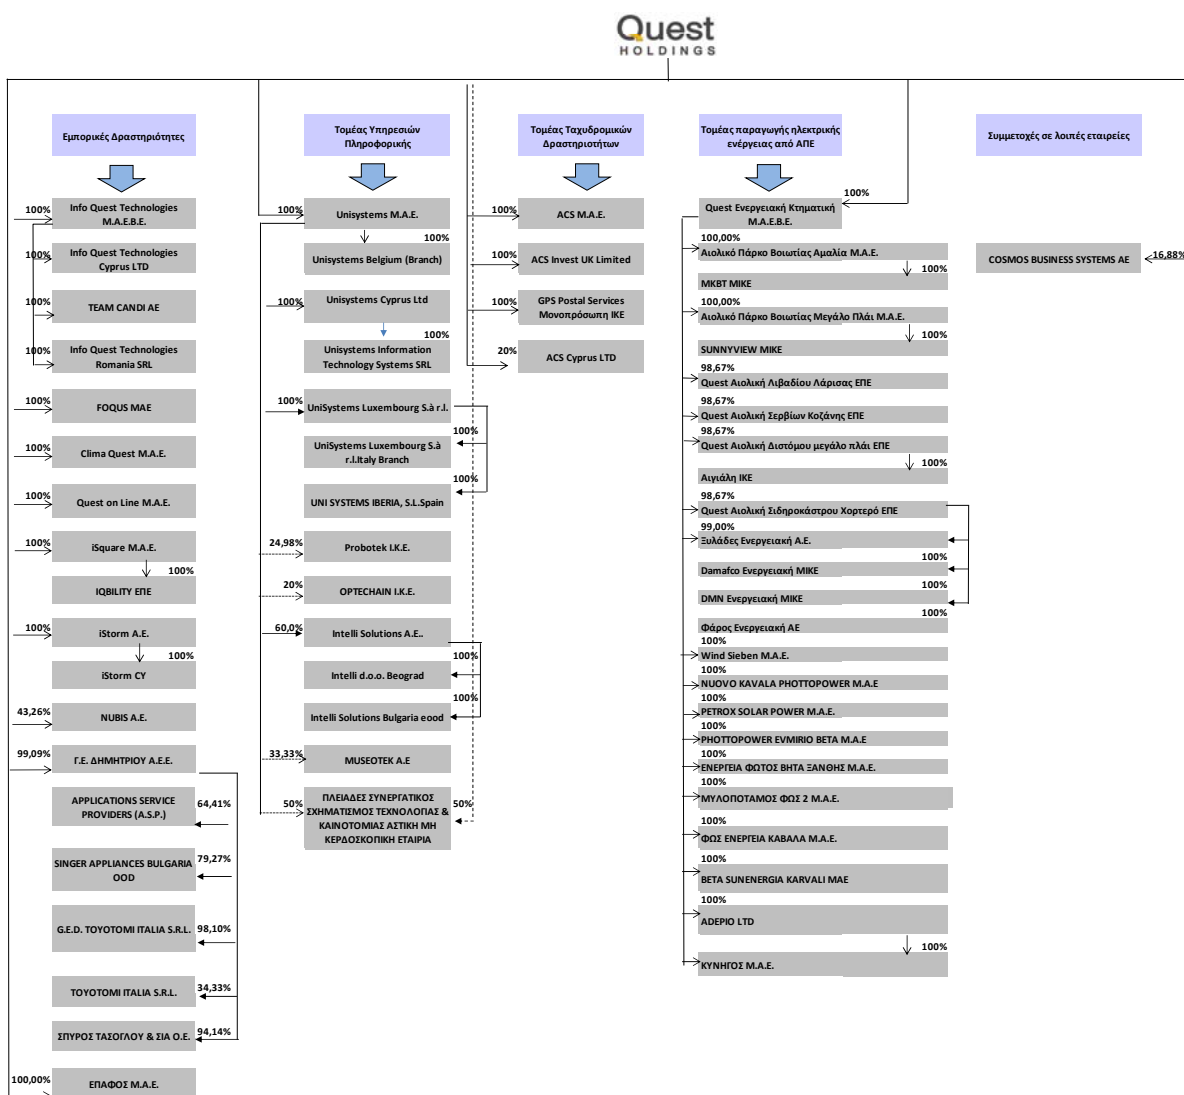 Quest
HOLDINGS
Εμπορικές Δραστηριότητες
100%
Info Quest Technologies
Μ.Α.Ε.Β.Ε.
100%
Info Quest Technologies
Cyprus LTD
100%
TEAM CANDI AE
100%
Info Quest Technologies
Romania SRL
100%
FOQUS MAE
100%
Clima Quest Μ.Α.Ε.
100%
Quest on Line Μ.Α.Ε.
100%
iSquare Μ.Α.Ε.
100%
IQBILITY ΕΠΕ
100%
iStorm Α.Ε.
100%
iStorm CY
43,26%
NUBIS Α.Ε.
99,09%
Γ.Ε. ΔΗΜΗΤΡΙΟΥ Α.Ε.Ε.
APPLICATIONS SERVICE
PROVIDERS (A.S.P.)
64,41%
SINGER APPLIANCES BULGARIA
OOD
79,27%
G.E.D. TOYOTOMI ITALIA S.R.L.
98,10%
TOYOTOMI ITALIA S.R.L.
34,33%
ΣΠΥΡΟΣ ΤΑΣΟΓΛΟΥ & ΣΙΑ Ο.Ε.
94,14%
100,00%
ΕΠΑΦΟΣ Μ.Α.Ε.
Τομέας Υπηρεσιών
Πληροφορικής
100%
Unisystems Μ.Α.Ε.
100%
Unisystems Belgium (Branch)
100%
Unisystems Cyprus Ltd
100%
Unisystems Information
Technology Systems SRL
100%
UniSystems Luxembourg S.à r.l.
100%
UniSystems Luxembourg S.à
r.l.Italy Branch
100%
UNI SYSTEMS IBERIA, S.L.Spain
24,98%
Probotek Ι.Κ.Ε.
20%
OPTECHAIN Ι.Κ.Ε.
60,0%
Intelli Solutions Α.Ε..
100%
Intelli d.o.o. Beograd
100%
Intelli Solutions Bulgaria eood
33,33%
MUSEOTEK Α.Ε
50%
ΠΛΕΙΑΔΕΣ ΣΥΝΕΡΓΑΤΙΚΟΣ
ΣΧΗΜΑΤΙΣΜΟΣ ΤΕΧΝΟΛΟΓΙΑΣ &
ΚΑΙΝΟΤΟΜΙΑΣ ΑΣΤΙΚΗ ΜΗ
ΚΕΡΔΟΣΚΟΠΙΚΗ ΕΤΑΙΡΙΑ
50%
Τομέας Ταχυδρομικών
Δραστηριοτήτων
100%
ACS Μ.Α.Ε.
100%
ACS Invest UK Limited
100%
GPS Postal Services
Μονοπρόσωπη ΙΚΕ
20%
ACS Cyprus LTD
Τομέας παραγωγής ηλεκτρικής
ενέργειας από ΑΠΕ
100%
Quest Ενεργειακή Κτηματική
Μ.Α.Ε.Β.Ε.
100,00%
Αιολικό Πάρκο Βοιωτίας Αμαλία Μ.Α.Ε.
100%
ΜΚΒΤ ΜΙΚΕ
100,00%
Αιολικό Πάρκο Βοιωτίας Μεγάλο Πλάι Μ.Α.Ε.
100%
SUNNYVIEW ΜΙΚΕ
98,67%
Quest Αιολική Λιβαδίου Λάρισας ΕΠΕ
98,67%
Quest Αιολική Σερβίων Κοζάνης ΕΠΕ
98,67%
Quest Αιολική Διστόμου μεγάλο πλάι ΕΠΕ
100%
Αιγιάλη ΙΚΕ
98,67%
Quest Αιολική Σιδηροκάστρου Χορτερό ΕΠΕ
99,00%
Ξυλάδες Ενεργειακή Α.Ε.
100%
Damafco Ενεργειακή ΜΙΚΕ
100%
DMN Ενεργειακή ΜΙΚΕ
100%
Φάρος Ενεργειακή ΑΕ
100%
Wind Sieben Μ.Α.Ε.
100%
NUOVO KAVALA PHOTTOPOWER Μ.Α.Ε
100%
PETROX SOLAR POWER Μ.Α.Ε.
100%
PHOTTOPOWER EVMIRIO BETA Μ.Α.Ε
100%
ΕΝΕΡΓΕΙΑ ΦΩΤΟΣ ΒΗΤΑ ΞΑΝΘΗΣ Μ.Α.Ε.
100%
ΜΥΛΟΠΟΤΑΜΟΣ ΦΩΣ 2 Μ.Α.Ε.
100%
ΦΩΣ ΕΝΕΡΓΕΙΑ ΚΑΒΑΛΑ Μ.Α.Ε.
100%
BETA SUNENERGIA KARVALI MAE
100%
ADEPIO LTD
100%
ΚΥΝΗΓΟΣ Μ.Α.Ε.
Συμμετοχές σε λοιπές εταιρείες
COSMOS BUSINESS SYSTEMS AE
16,88%